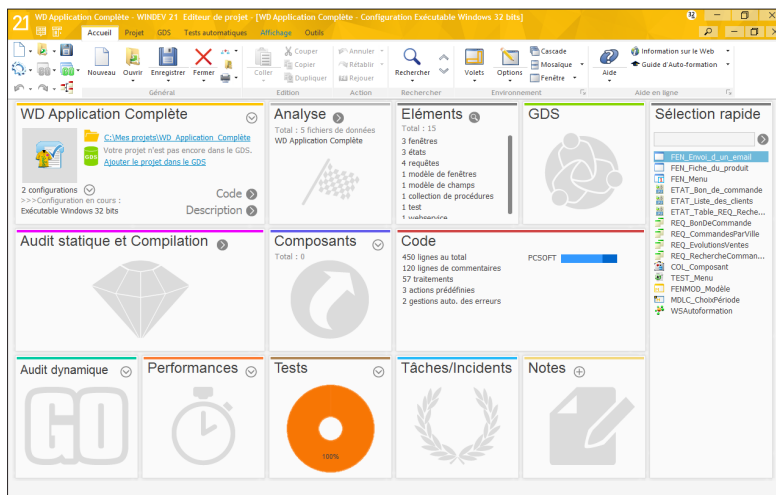 WD Application Complète - WINDEV 21  Editeur de projet - [WD Application Complète - Configuration Exécutable Windows 32 bits]
32
21
Accueil Projet GDS Tests automatiques Affichage Outils
Nouveau Ouvrir Enregistrer Fermer
Coller
Couper
Copier
Dupliquer
Annuler
Rétablir
Rejouer
Rechercher
Volets Options
Cascade
Mosaïque
Fenêtre
Aide
Information sur le Web
Guide d'Auto-formation
Général Edition Action Rechercher Environnement Aide en ligne
WD Application Complète
C:\Mes projets\WD Application Complète
GDS
Votre projet n'est pas encore dans le GDS.
Ajouter le projet dans le GDS
2 configurations
>>>Configuration en cours :
Exécutable Windows 32 bits
Code
Description
Analyse
Total : 5 fichiers de données
WD Application Complète
Eléments
Total : 15
3 fenêtres
3 états
4 requêtes
1 modèle de fenêtres
1 modèle de champs
1 collection de procédures
1 test
1 webservice
GDS
Sélection rapide
FEN_Envoi_d_un_email
FEN_Fiche_du_produit
FEN_Menu
ETAT_Bon_de_commande
ETAT_Liste_des_clients
ETAT_Table_REQ_Reche...
REQ_BonDeCommande
REQ_CommandesParVille
REQ_EvolutionsVentes
REQ_RechercheComman...
COL_Composant
TEST_Menu
FENMOD_Modèle
MDLC_ChoixPériode
WSAutoformation
Audit statique et Compilation
Composants
Total : 0
Code
450 lignes au total
120 lignes de commentaires
57 traitements
3 actions prédéfinies
2 gestions auto. des erreurs
PCSOFT
Audit dynamique
GO
Performances
Tests
100%
Tâches/Incidents
Notes